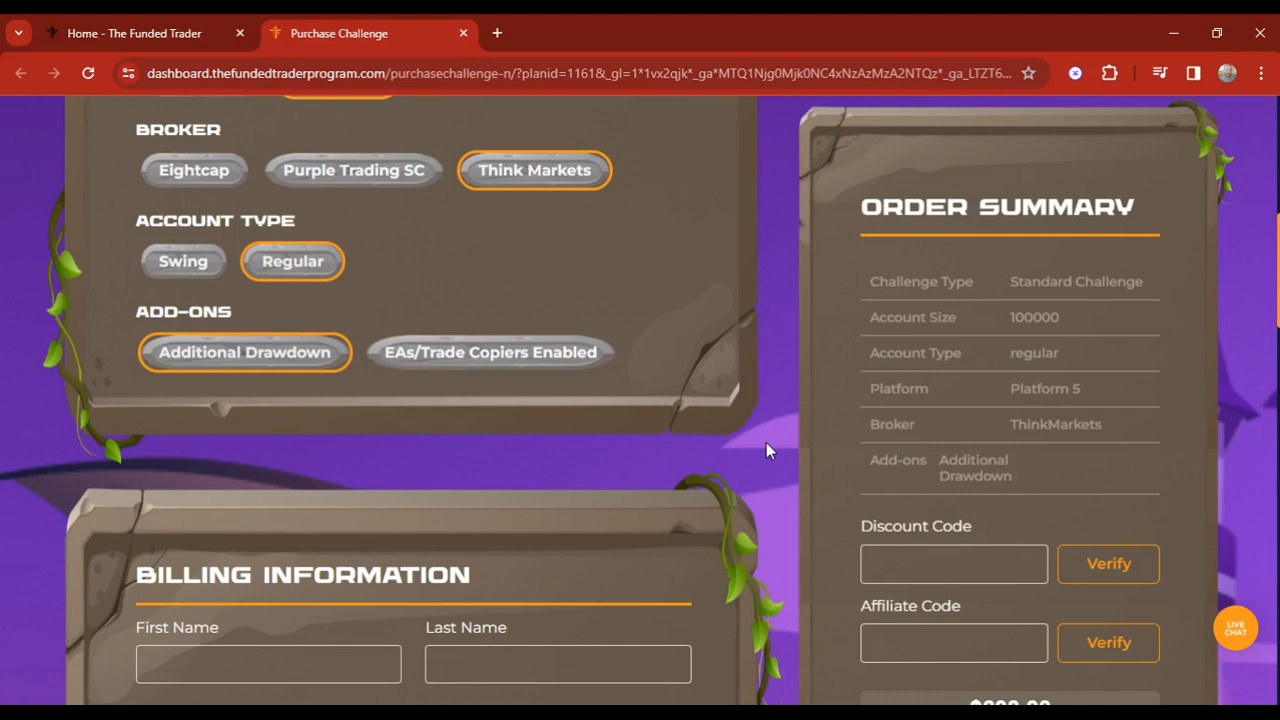 Home - The Funded Trader
Purchase Challenge
dashboard.thefundedtraderprogram.com/purchasechallenge-n/?planid=1161&_gl=1*1vx2qjk*_ga*MTQ1Njg0Mjk0NC4xNzAzMzA2NTQz*_ga_LTZT6...
BROKER
Eightcap
Purple Trading SC
Think Markets
ACCOUNT TYPE
Swing
Regular
ADD-ONS
Additional Drawdown
EAs/Trade Copiers Enabled
BILLING INFORMATION
First Name
Last Name
ORDER SUMMARY
Challenge Type Standard Challenge
Account Size 100000
Account Type regular
Platform Platform 5
Broker ThinkMarkets
Add-ons Additional
Drawdown
Discount Code
Verify
Affiliate Code
Verify
LIVE
CHAT